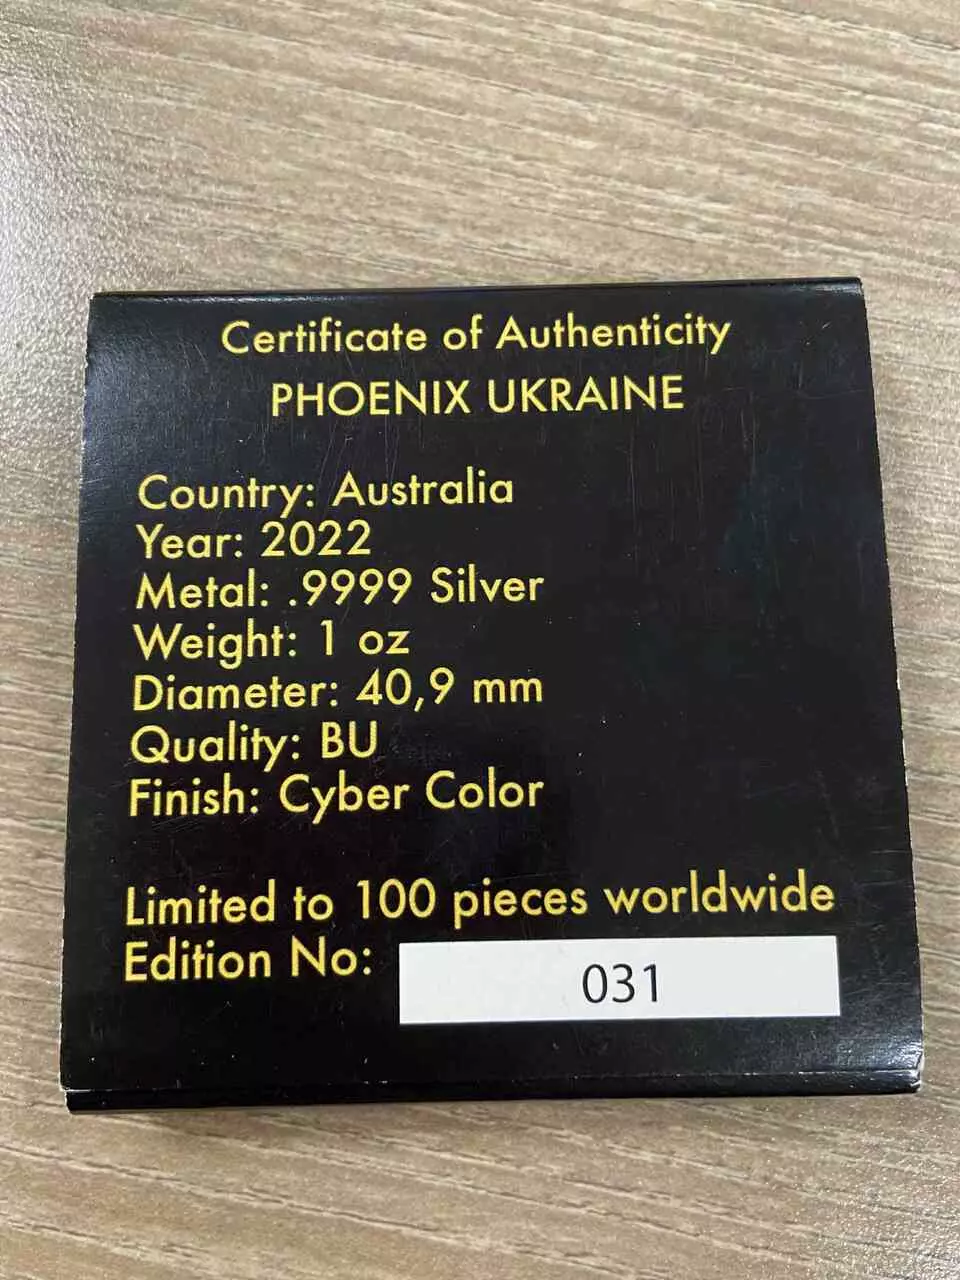 Certificate of Authenticity
PHOENIX UKRAINE
Country: Australia
Year: 2022
Metal: .9999 Silver
Weight: 1 oz
Diameter: 40,9 mm
Quality: BU
Finish: Cyber Color
Limited to 100 pieces worldwide
Edition No: 031